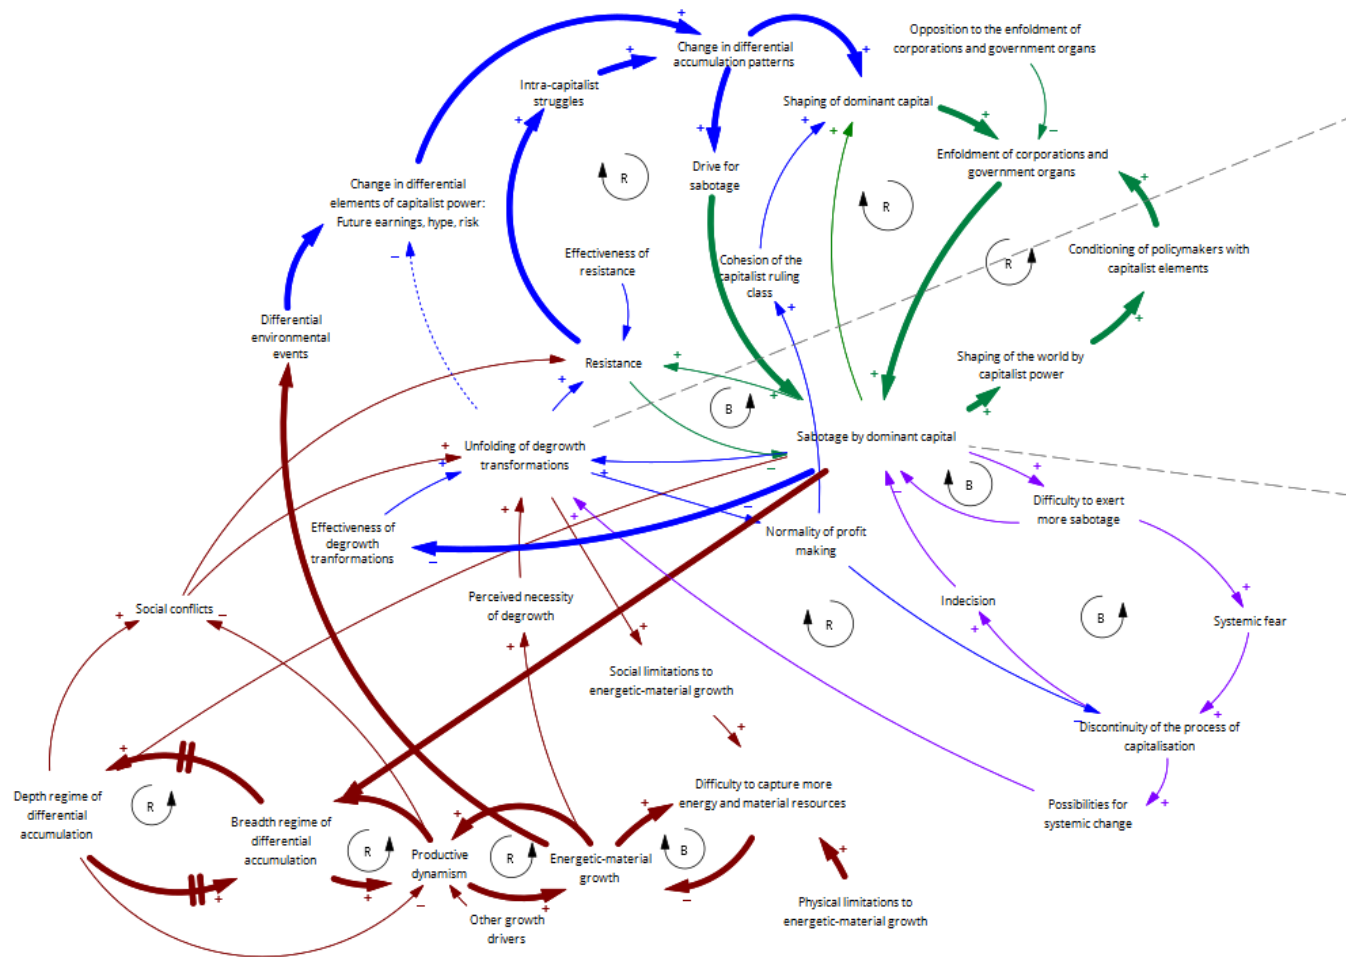 Opposition to the enfoldment of
corporations and government organs
Change in differential
accumulation patterns
Intra-capitalist
struggles
Shaping of dominant capital
Enfoldment of corporations and
government organs
Drive for
sabotage
R
R
Change in differential
elements of capitalist power:
Future earnings, hype, risk
Effectiveness of
resistance
Cohesion of the
capitalist ruling
class
R
Conditioning of policymakers with
capitalist elements
Differential
environmental
events
Resistance
Shaping of the world by
capitalist power
B
Sabotage by dominant capital
Unfolding of degrowth
transformations
B
Difficulty to exert
more sabotage
Effectiveness of
degrowth
tranformations
Normality of profit
making
Perceived necessity
of degrowth
Indecision
Social conflicts
R
B
Systemic fear
Social limitations to
energetic-material growth
Discontinuity of the process of
capitalisation
Difficulty to capture more
energy and material resources
Possibilities for
systemic change
Depth regime of
differential
accumulation
R
Breadth regime of
differential
accumulation
R
Productive
dynamism
R
Energetic-material
growth
B
Other growth
drivers
Physical limitations to
energetic-material growth